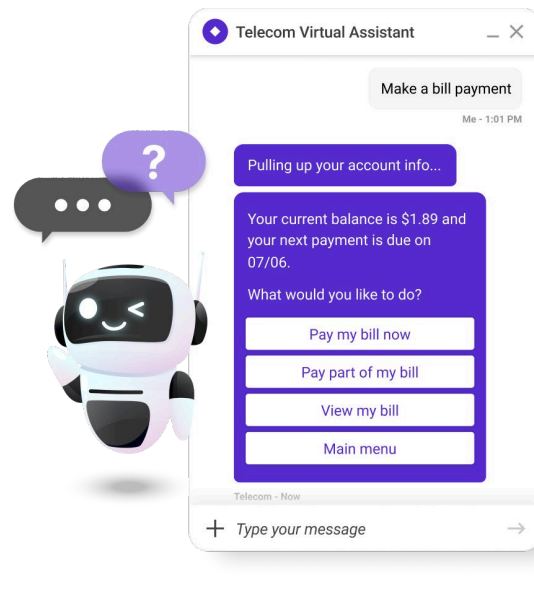 Telecom Virtual Assistant
Make a bill payment
Me - 1:01 PM
?
Pulling up your account info...
Your current balance is $1.89 and
your next payment is due on
07/06.
What would you like to do?
Pay my bill now
Pay part of my bill
View my bill
Main menu
Telecom - Now
Type your message